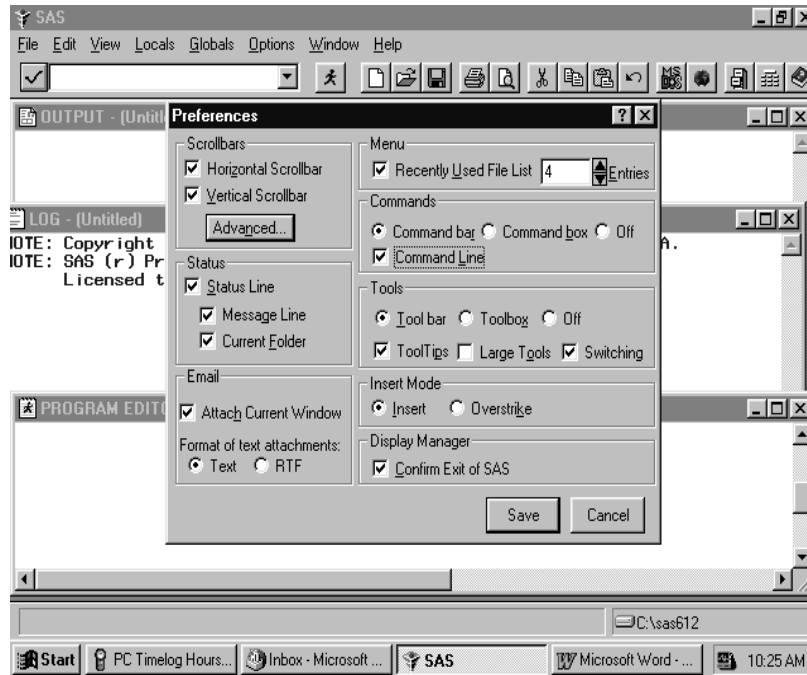 SAS
File Edit View Locals Globals Options Window Help
MS DOS
OUTPUT - (Untitl
Preferences
Scrollbars
Horizontal Scrollbar
Vertical Scrollbar
Advanced...
Status
Status Line
Message Line
Current Folder
Email
Attach Current Window
Format of text attachments:
Text RTF
Menu
Recently Used File List 4 Entries
Commands
Command bar Command box Off
Command Line
Tools
Tool bar Toolbox Off
ToolTips Large Tools Switching
Insert Mode
Insert Overstrike
Display Manager
Confirm Exit of SAS
Save Cancel
LOG - (Untitled)
NOTE: Copyright A.
NOTE: SAS (r) Pr
Licensed t
PROGRAM EDITO
C:\sas612
Start PC Timelog Hours... Inbox - Microsoft ... SAS Microsoft Word - ... 10:25 AM